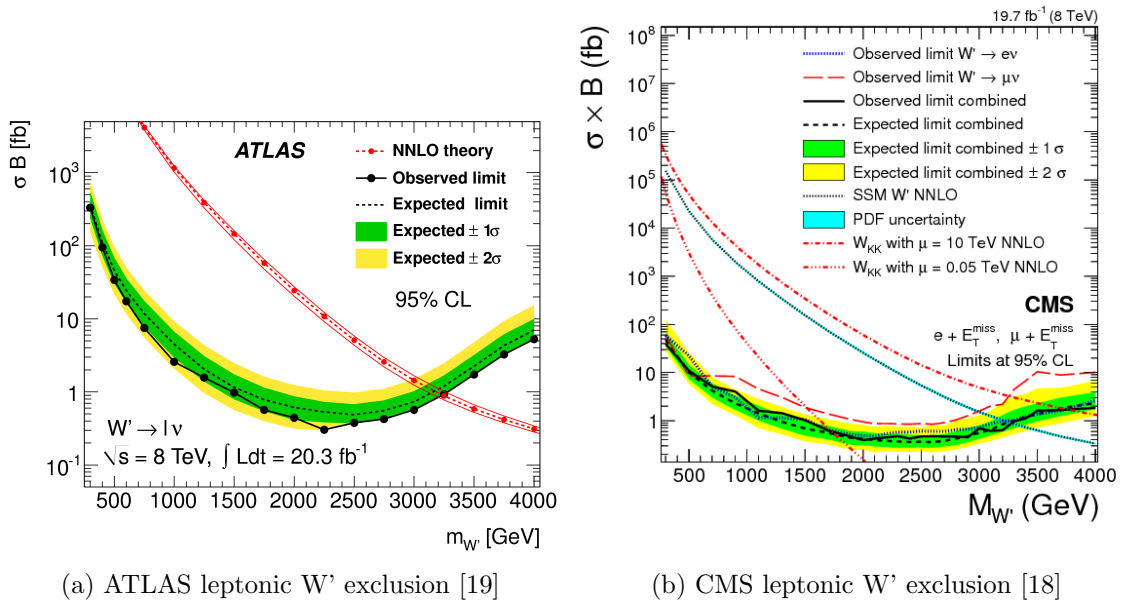 σ B [fb]
10³
10²
10
1
10⁻¹
ATLAS
NNLO theory
Observed limit
Expected limit
Expected ± 1σ
Expected ± 2σ
95% CL
W' → l ν
√s = 8 TeV, ∫ Ldt = 20.3 fb⁻¹
500 1000 1500 2000 2500 3000 3500 4000
m_W' [GeV]
(a) ATLAS leptonic W’ exclusion [19]
19.7 fb⁻¹ (8 TeV)
σ × B (fb)
10⁸
10⁷
10⁶
10⁵
10⁴
10³
10²
10
1
Observed limit W' → eν
Observed limit W' → μν
Observed limit combined
Expected limit combined
Expected limit combined ± 1 σ
Expected limit combined ± 2 σ
SSM W' NNLO
PDF uncertainty
W_KK with μ = 10 TeV NNLO
W_KK with μ = 0.05 TeV NNLO
CMS
e + E_T^miss, μ + E_T^miss
Limits at 95% CL
500 1000 1500 2000 2500 3000 3500 4000
M_W' (GeV)
(b) CMS leptonic W’ exclusion [18]